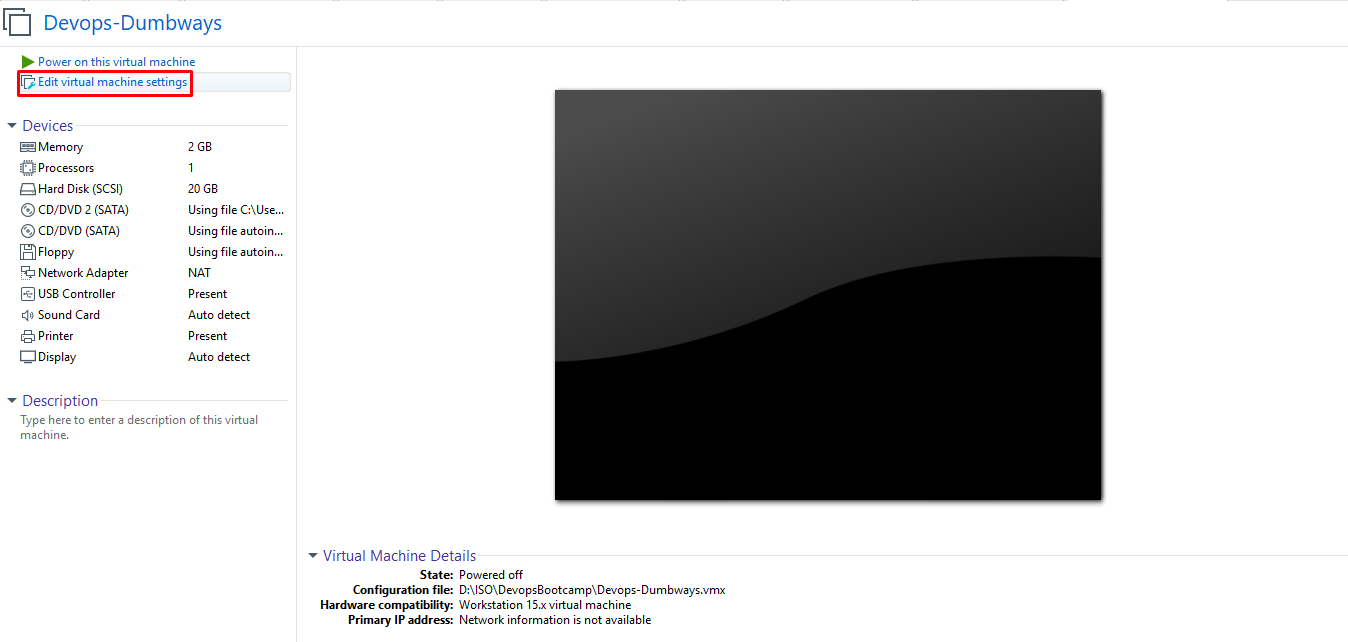 Devops-Dumbways
Power on this virtual machine
Edit virtual machine settings
Devices
Memory 2 GB
Processors 1
Hard Disk (SCSI) 20 GB
CD/DVD 2 (SATA) Using file C:\Use...
CD/DVD (SATA) Using file autoin...
Floppy Using file autoin...
Network Adapter NAT
USB Controller Present
Sound Card Auto detect
Printer Present
Display Auto detect
Description
Type here to enter a description of this virtual
machine.
Virtual Machine Details
State: Powered off
Configuration file: D:\ISO\DevopsBootcamp\Devops-Dumbways.vmx
Hardware compatibility: Workstation 15.x virtual machine
Primary IP address: Network information is not available